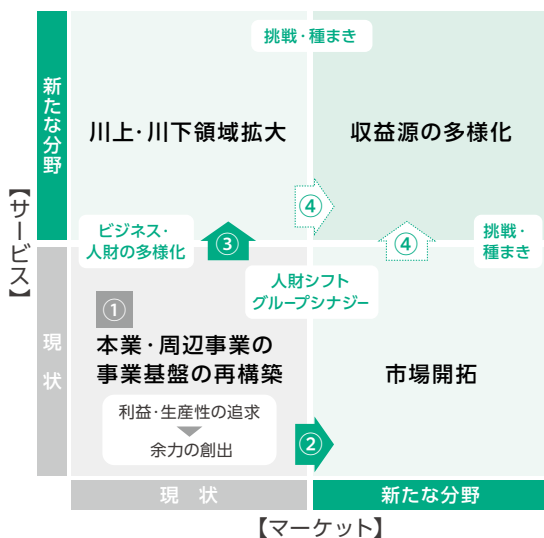 挑戦・種まき
新たな分野
川上・川下領域拡大
収益源の多様化
【サービス】
④
ビジネス・
人財の多様化
③
④
挑戦・
種まき
人財シフト
グループシナジー
①
現状
本業・周辺事業の
事業基盤の再構築
市場開拓
利益・生産性の追求
余力の創出
②
現状
新たな分野
【マーケット】